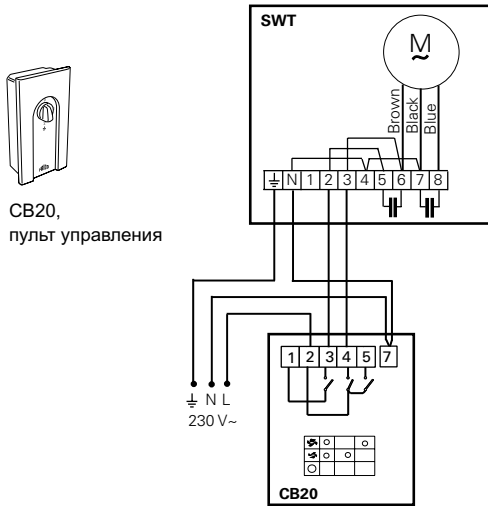 SWT
M
~
Brown
Black
Blue
N 1 2 3 4 5 6 7 8
CB20,
пульт управления
1 2 3 4 5 7
N L
230 V~
CB20